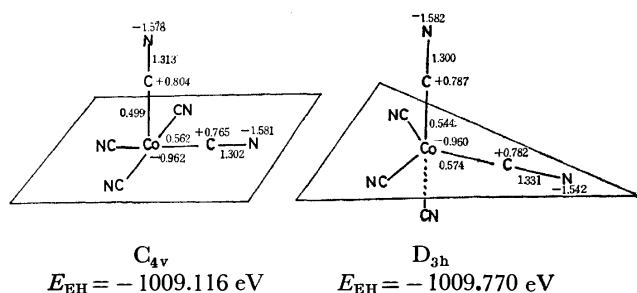 -1.578
N
1.313
C +0.804
0.499
CN
NC
0.562
+0.765
-1.581
Co
C
N
-0.962
1.302
NC
C4v
EEH = − 1009.116 eV
-1.582
N
1.300
C +0.787
0.544
NC
-0.960
Co
0.574
+0.782
C
1.331
N
-1.542
NC
CN
D3h
EEH = − 1009.770 eV